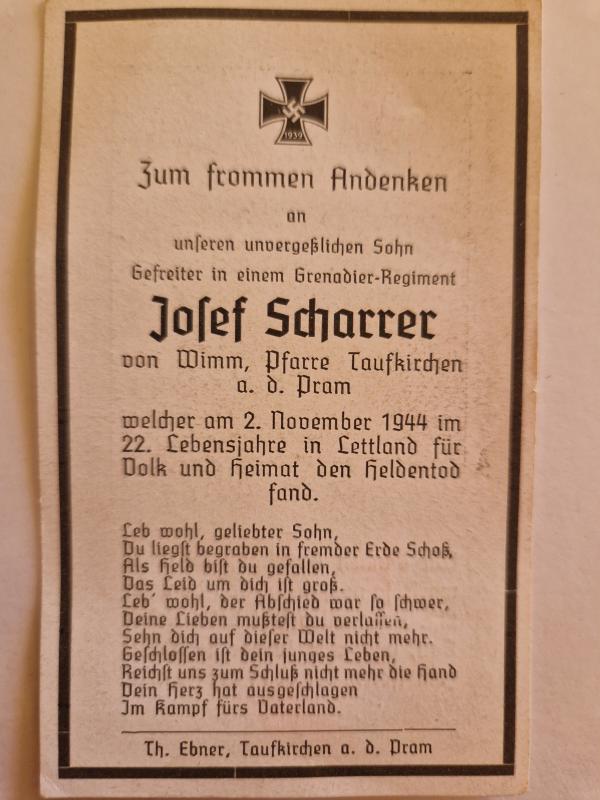 1939
Zum frommen Andenken
an
unseren unvergeßlichen Sohn
Gefreiter in einem Grenadier-Regiment
Josef Scharrer
von Wimm, Pfarre Taufkirchen
a. d. Pram
welcher am 2. November 1944 im
22. Lebensjahre in Lettland für
Volk und Heimat den Heldentod
fand.
Leb wohl, geliebter Sohn,
Du liegst begraben in fremder Erde Schoß,
Als Held bist du gefallen,
Das Leid um dich ist groß.
Leb' wohl, der Abschied war so schwer,
Deine Lieben mußtest du verlassen,
Sehn dich auf dieser Welt nicht mehr.
Geschlossen ist dein junges Leben,
Reichst uns zum Schluß nicht mehr die Hand
Dein Herz hat ausgeschlagen
Im Kampf fürs Vaterland.
Th. Ebner, Taufkirchen a. d. Pram